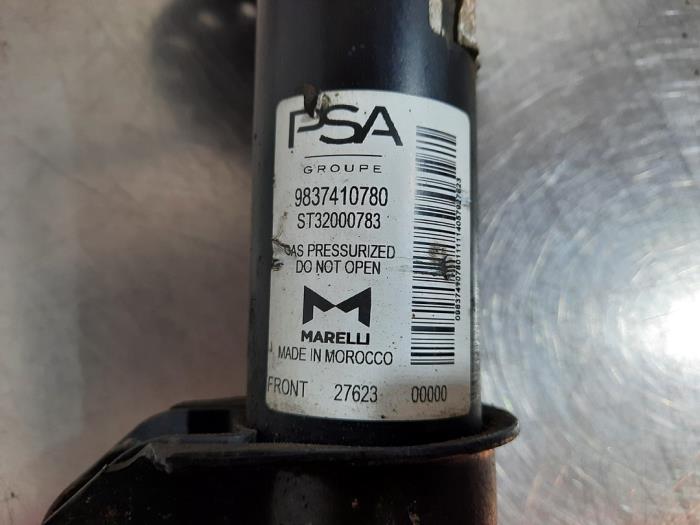 PSA
GROUPE
9837410780
ST32000783
GAS PRESSURIZED
DO NOT OPEN
MARELLI
MADE IN MOROCCO
FRONT 27623 00000